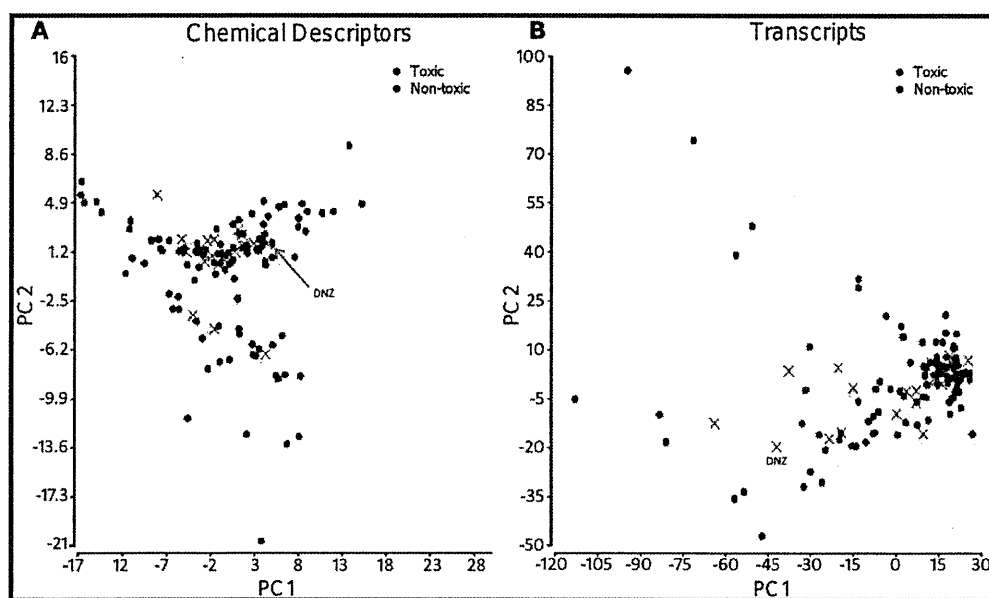 A Chemical Descriptors
Toxic
Non-toxic
16
12.3
8.6
4.9
1.2
-2.5
-6.2
-9.9
-13.6
-17.3
-21
PC 2
DNZ
-17 -12 -7 -2 3 8 13 18 23 28
PC 1
B Transcripts
Toxic
Non-toxic
100
85
70
55
40
25
10
-5
-20
-35
-50
PC 2
DNZ
-120 -105 -90 -75 -60 -45 -30 -15 0 15 30
PC 1